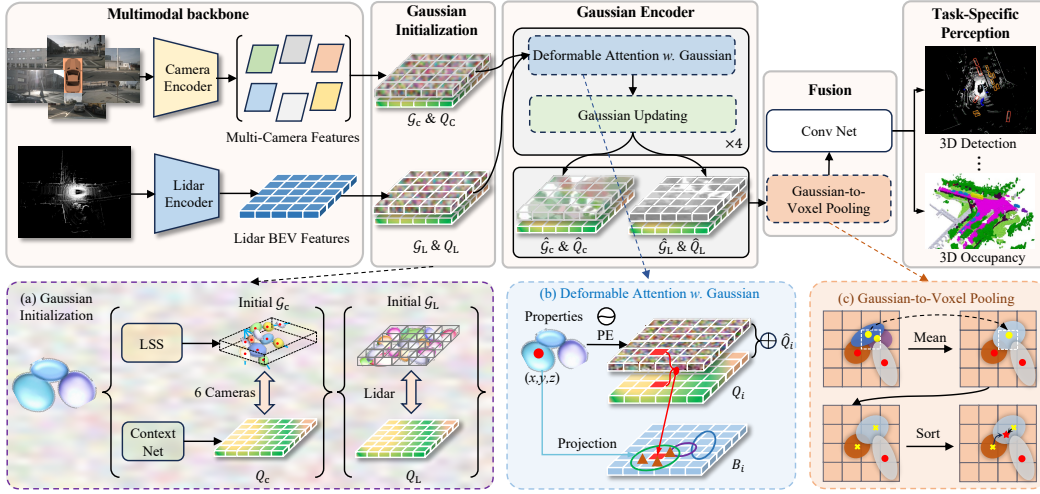 Multimodal backbone
Camera
Encoder
Multi-Camera Features
Lidar
Encoder
Lidar BEV Features
Gaussian
Initialization
𝒢c & Qc
𝒢L & QL
Gaussian Encoder
Deformable Attention w. Gaussian
Gaussian Updating
×4
𝒢̂c & Q̂c
𝒢̂L & Q̂L
Fusion
Conv Net
Gaussian-to-
Voxel Pooling
Task-Specific
Perception
3D Detection
⋮
3D Occupancy
(a) Gaussian
Initialization
LSS
Context
Net
Initial 𝒢c
6 Cameras
Qc
Initial 𝒢L
Lidar
QL
(b) Deformable Attention w. Gaussian
Properties
PE
(x,y,z)
Q̂i
Qi
Projection
Bi
(c) Gaussian-to-Voxel Pooling
Mean
Sort